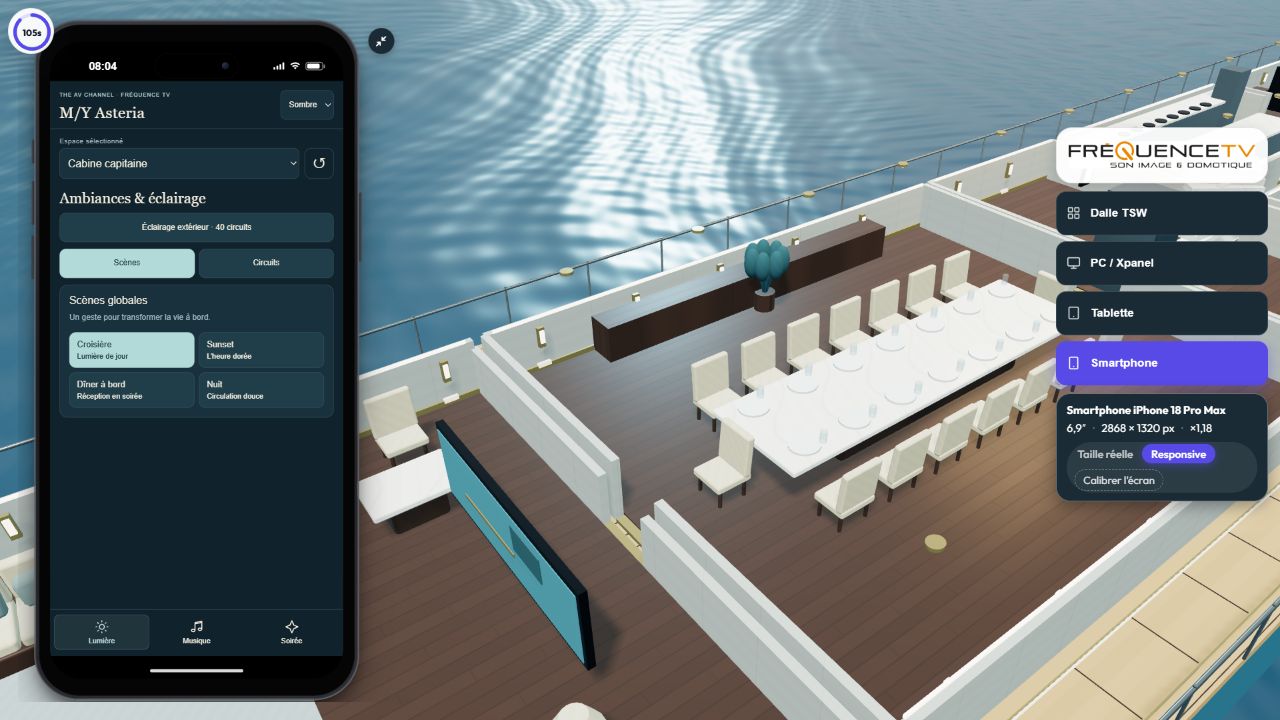 105s
08:04
THE AV CHANNEL · FRÉQUENCE TV
M/Y Asteria
Sombre
Espace sélectionné
Cabine capitaine
Ambiances & éclairage
Éclairage extérieur · 40 circuits
Scènes
Circuits
Scènes globales
Un geste pour transformer la vie à bord.
Croisière
Lumière de jour
Sunset
L'heure dorée
Dîner à bord
Réception en soirée
Nuit
Circulation douce
Lumière
Musique
Soirée
FRÉQUENCETV
SON IMAGE & DOMOTIQUE
Dalle TSW
PC / Xpanel
Tablette
Smartphone
Smartphone iPhone 18 Pro Max
6,9" · 2868 × 1320 px · ×1,18
Taille réelle
Responsive
Calibrer l'écran